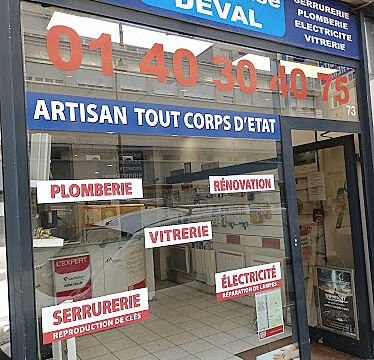 DEVAL
SERRURERIE
PLOMBERIE
ELECTRICITE
VITRERIE
01 40 30 40 75
73
ARTISAN TOUT CORPS D'ETAT
PLOMBERIE
RÉNOVATION
VITRERIE
L'EXPERT
ÉLECTRICITÉ
RÉPARATION DE LAMPES
SERRURERIE
REPRODUCTION DE CLÉS